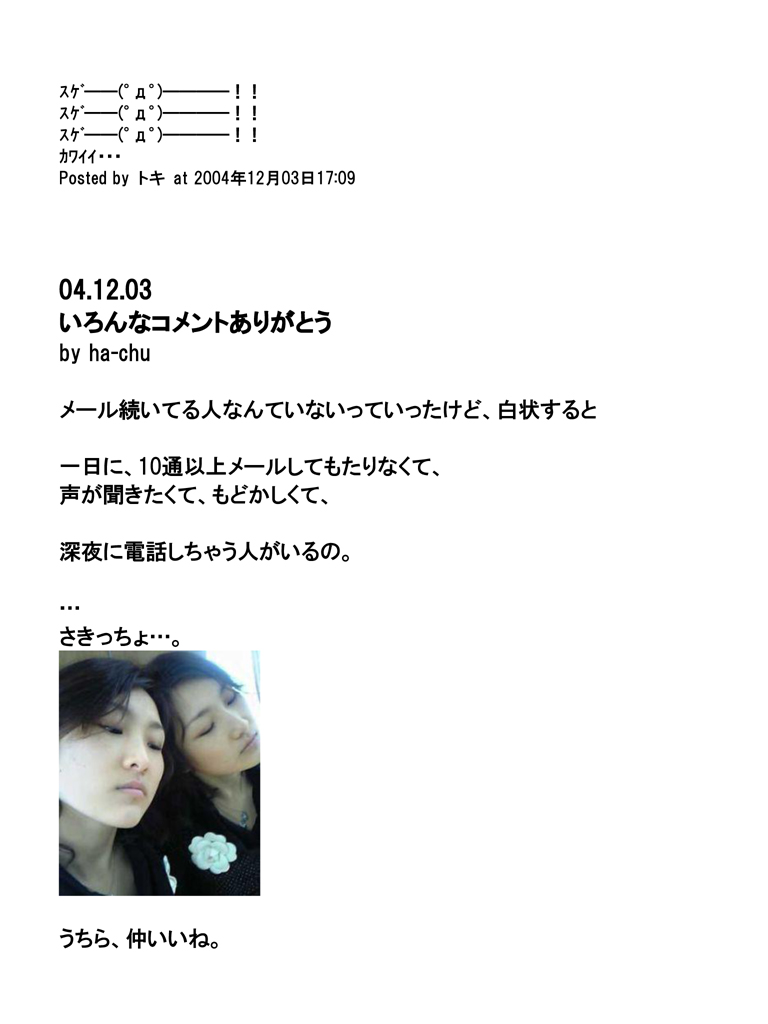 ｽｹﾞ――(ﾟдﾟ)――――！！
ｽｹﾞ――(ﾟдﾟ)――――！！
ｽｹﾞ――(ﾟдﾟ)――――！！
ｶﾜｲｲ・・・
Posted by トキ at 2004年12月03日17:09
04.12.03
いろんなコメントありがとう
by ha-chu
メール続いてる人なんていないっていったけど、白状すると
一日に、10通以上メールしてもたりなくて、
声が聞きたくて、もどかしくて、
深夜に電話しちゃう人がいるの。
…
さきっちょ…。
うちら、仲いいね。